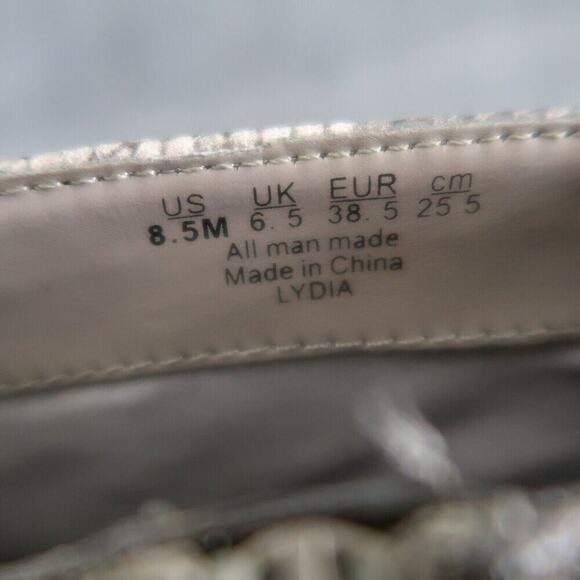 US UK EUR cm
8.5M 6.5 38.5 25 5
All man made
Made in China
LYDIA